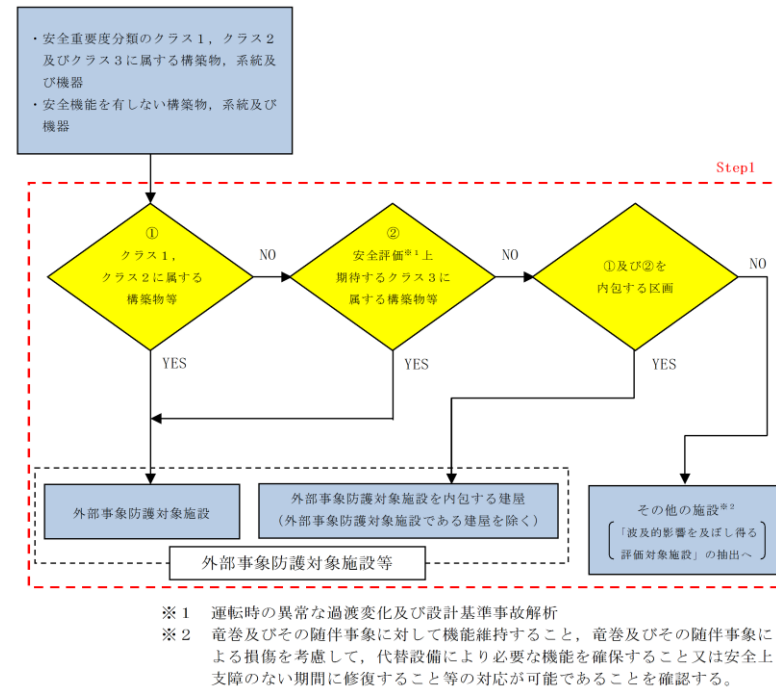 ・安全重要度分類のクラス１，クラス２
及びクラス３に属する構築物，系統及
び機器
・安全機能を有しない構築物，系統及び
機器
Step1
①
クラス１，
クラス２に属する
構築物等
NO
②
安全評価※１上
期待するクラス３に
属する構築物等
NO
①及び②を
内包する区画
NO
YES
YES
YES
外部事象防護対象施設
外部事象防護対象施設を内包する建屋
（外部事象防護対象施設である建屋を除く）
外部事象防護対象施設等
その他の施設※２
「波及的影響を及ぼし得る
評価対象施設」の抽出へ
※１　運転時の異常な過渡変化及び設計基準事故解析
※２　竜巻及びその随伴事象に対して機能維持すること，竜巻及びその随伴事象に
よる損傷を考慮して，代替設備により必要な機能を確保すること又は安全上
支障のない期間に修復すること等の対応が可能であることを確認する。